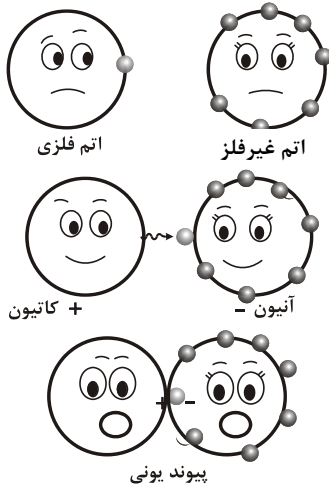 اتم غیرفلز
اتم فلزی
آنیون –
+ کاتیون
+ –
پیوند یونی